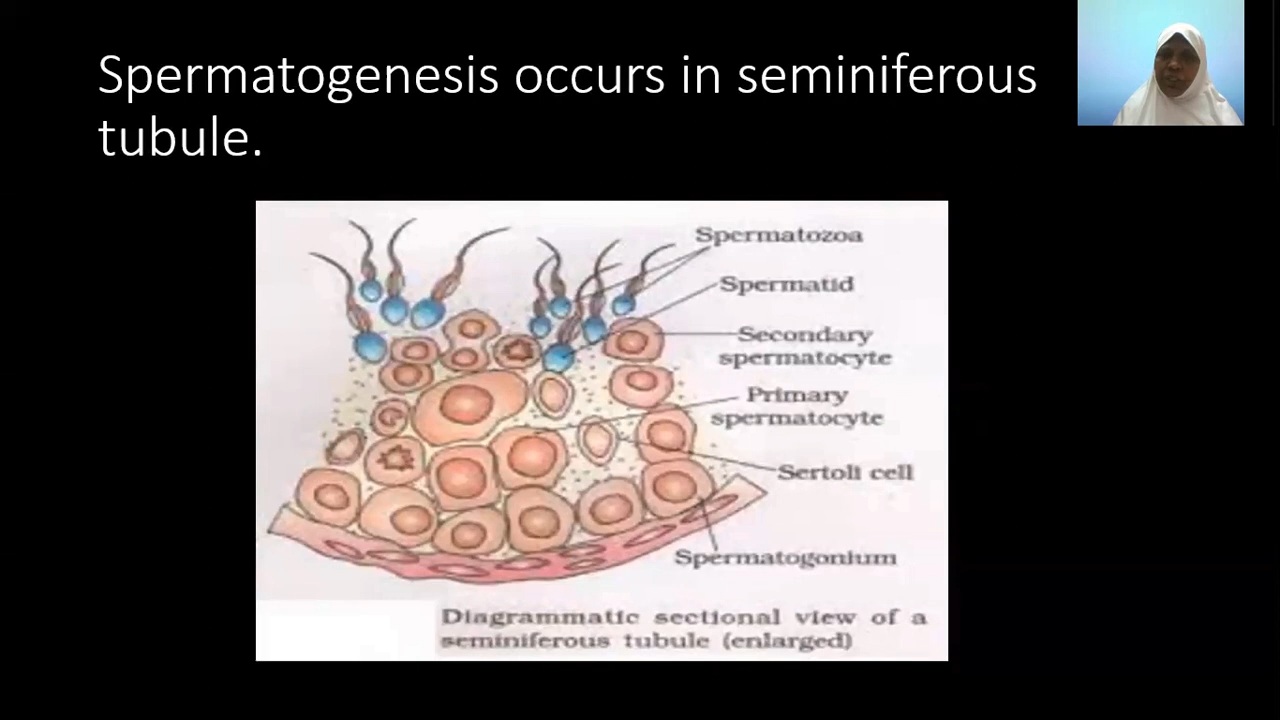 Spermatogenesis occurs in seminiferous
tubule.
Spermatozoa
Spermatid
Secondary
spermatocyte
Primary
spermatocyte
Sertoli cell
Spermatogonium
Diagrammatic sectional view of a
seminiferous tubule (enlarged)